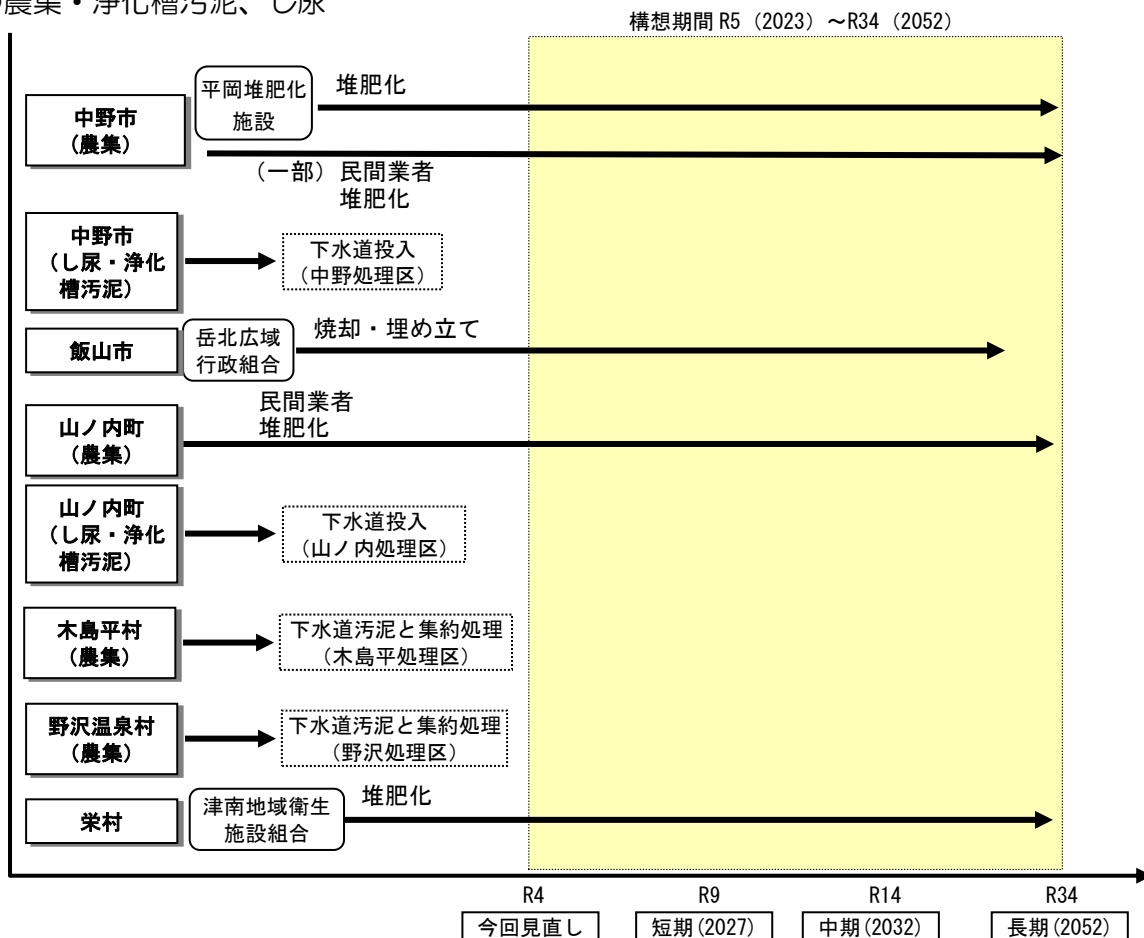 農集・浄化槽汚泥、し尿
構想期間 R5（2023）～R34（2052）
中野市
（農集）
平岡堆肥化
施設
堆肥化
（一部）民間業者
堆肥化
中野市
（し尿・浄化
槽汚泥）
下水道投入
（中野処理区）
飯山市
岳北広域
行政組合
焼却・埋め立て
山ノ内町
（農集）
民間業者
堆肥化
山ノ内町
（し尿・浄化
槽汚泥）
下水道投入
（山ノ内処理区）
木島平村
（農集）
下水道汚泥と集約処理
（木島平処理区）
野沢温泉村
（農集）
下水道汚泥と集約処理
（野沢処理区）
栄村
津南地域衛生
施設組合
堆肥化
R4
R9
R14
R34
今回見直し
短期(2027)
中期(2032)
長期(2052)